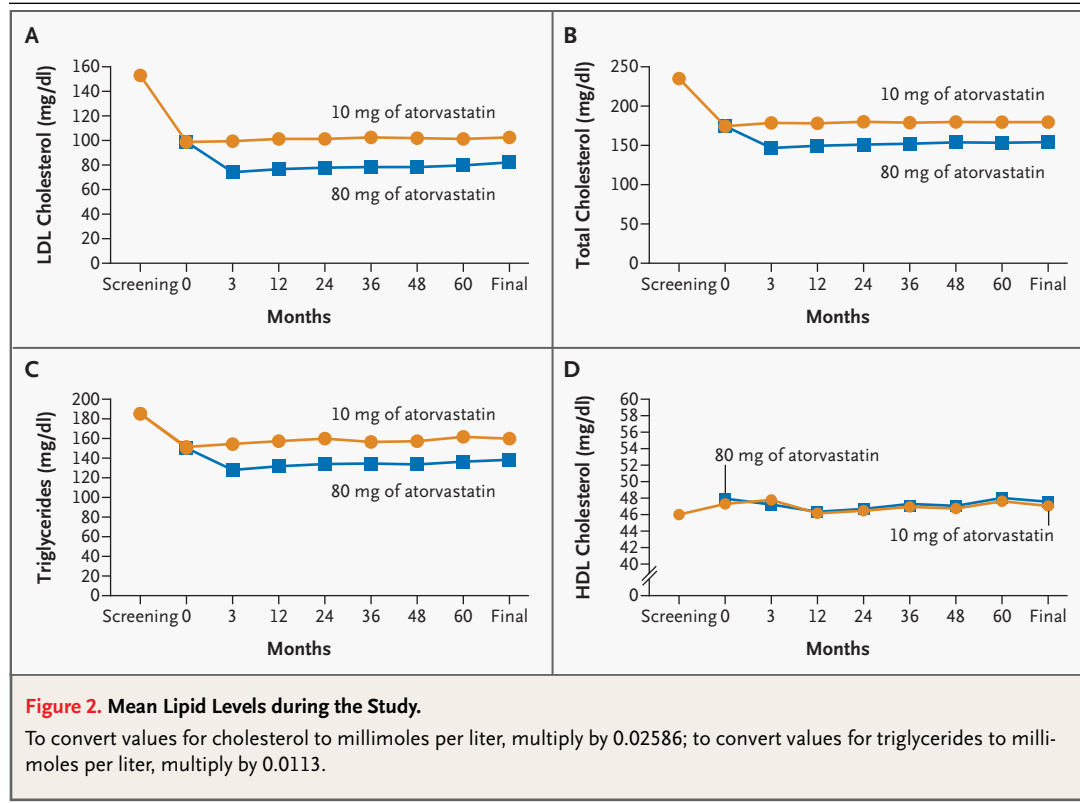 A
LDL Cholesterol (mg/dl)
160
140
120
100
80
60
40
20
0
10 mg of atorvastatin
80 mg of atorvastatin
Screening 0 3 12 24 36 48 60 Final
Months
B
Total Cholesterol (mg/dl)
250
200
150
100
50
0
10 mg of atorvastatin
80 mg of atorvastatin
Screening 0 3 12 24 36 48 60 Final
Months
C
Triglycerides (mg/dl)
200
180
160
140
120
100
80
60
40
20
0
10 mg of atorvastatin
80 mg of atorvastatin
Screening 0 3 12 24 36 48 60 Final
Months
D
HDL Cholesterol (mg/dl)
60
58
56
54
52
50
48
46
44
42
40
0
80 mg of atorvastatin
10 mg of atorvastatin
Screening 0 3 12 24 36 48 60 Final
Months
Figure 2. Mean Lipid Levels during the Study.
To convert values for cholesterol to millimoles per liter, multiply by 0.02586; to convert values for triglycerides to milli-
moles per liter, multiply by 0.0113.